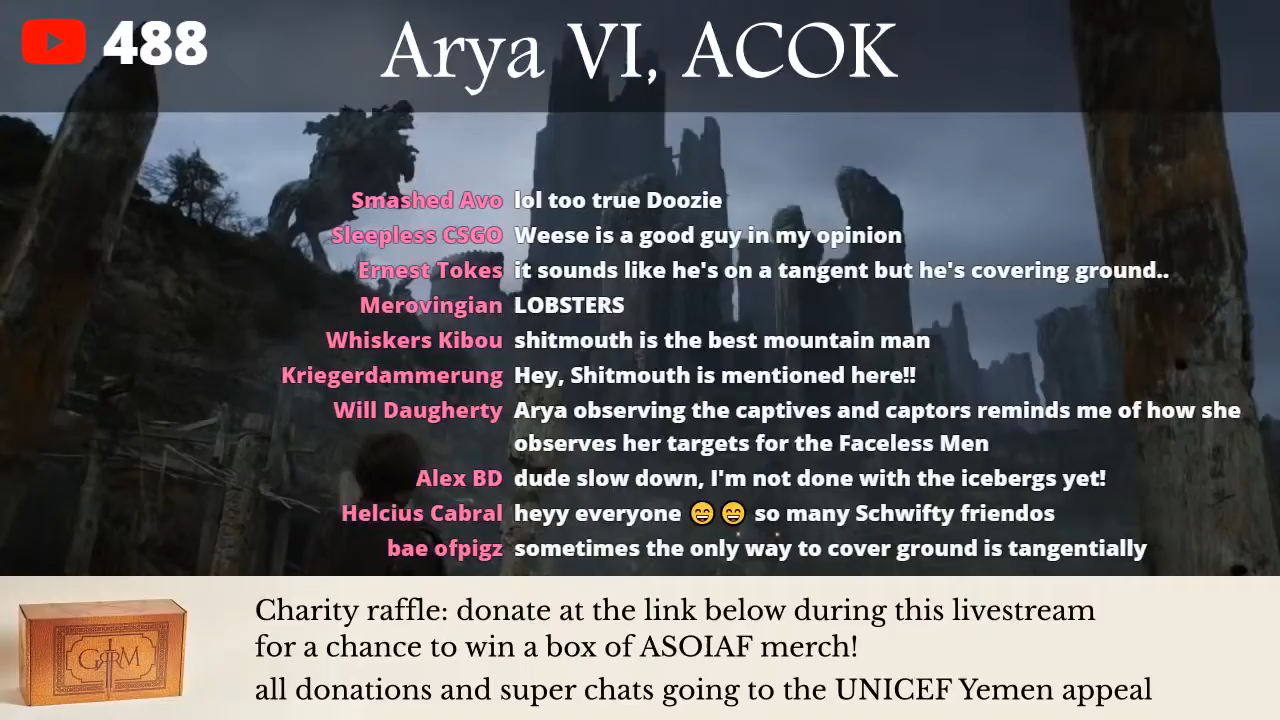 488
Arya VI, ACOK
Smashed Avo lol too true Doozie
Sleepless CSGO Weese is a good guy in my opinion
Ernest Tokes it sounds like he's on a tangent but he's covering ground..
Merovingian LOBSTERS
Whiskers Kibou shitmouth is the best mountain man
Kriegerdammerung Hey, Shitmouth is mentioned here!!
Will Daugherty Arya observing the captives and captors reminds me of how she
observes her targets for the Faceless Men
Alex BD dude slow down, I'm not done with the icebergs yet!
Helcius Cabral heyy everyone 😁😁 so many Schwifty friendos
bae ofpigz sometimes the only way to cover ground is tangentially
GRRM
Charity raffle: donate at the link below during this livestream
for a chance to win a box of ASOIAF merch!
all donations and super chats going to the UNICEF Yemen appeal